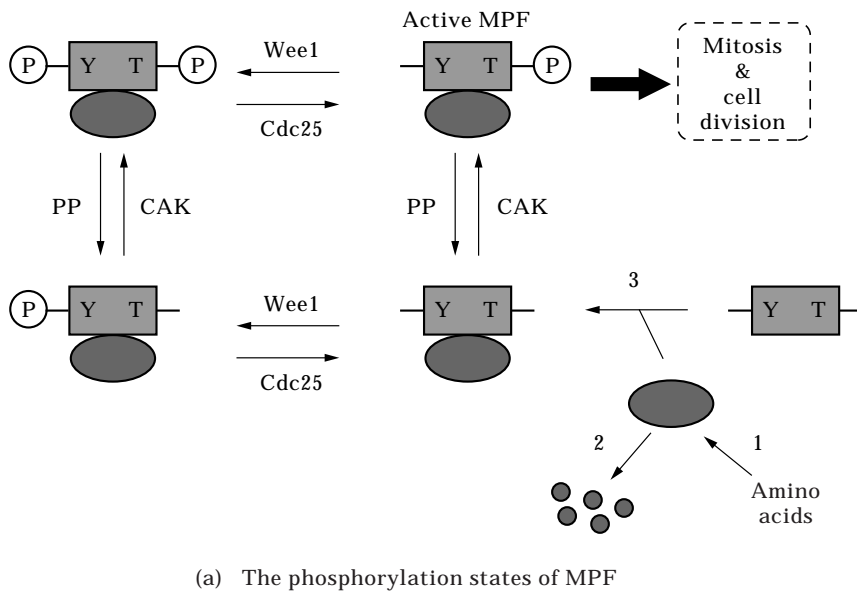 Active MPF
P
Y T
P
Wee1
Cdc25
Y T
P
Mitosis
&
cell
division
PP
CAK
PP
CAK
P
Y T
Wee1
Cdc25
Y T
3
Y T
2
1
Amino
acids
(a) The phosphorylation states of MPF